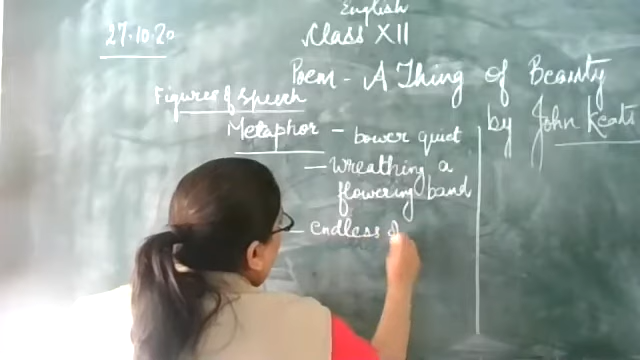 English
27.10.20
Class XII
Poem - A Thing of Beauty
by John Keats
Figures of Speech
Metaphor - bower quiet
- wreathing a
flowering band
- endless